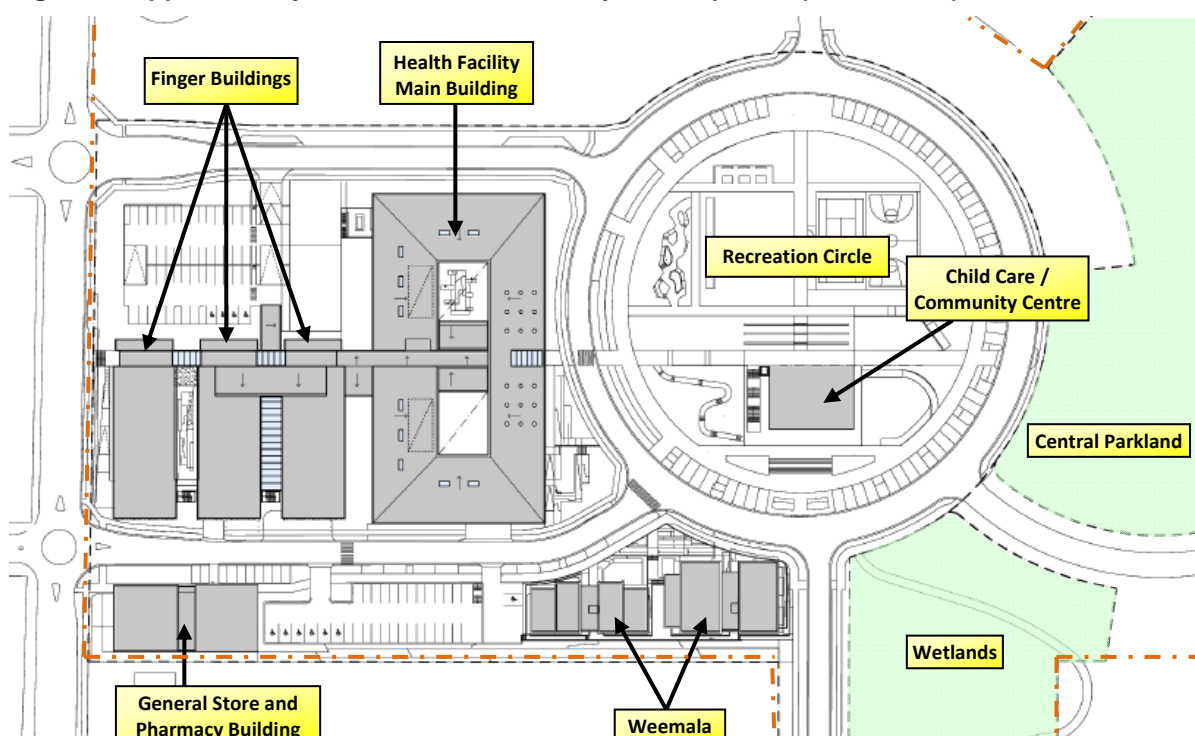 Finger Buildings
Health Facility
Main Building
Recreation Circle
Child Care /
Community Centre
Central Parkland
Wetlands
General Store and
Pharmacy Building
Weemala